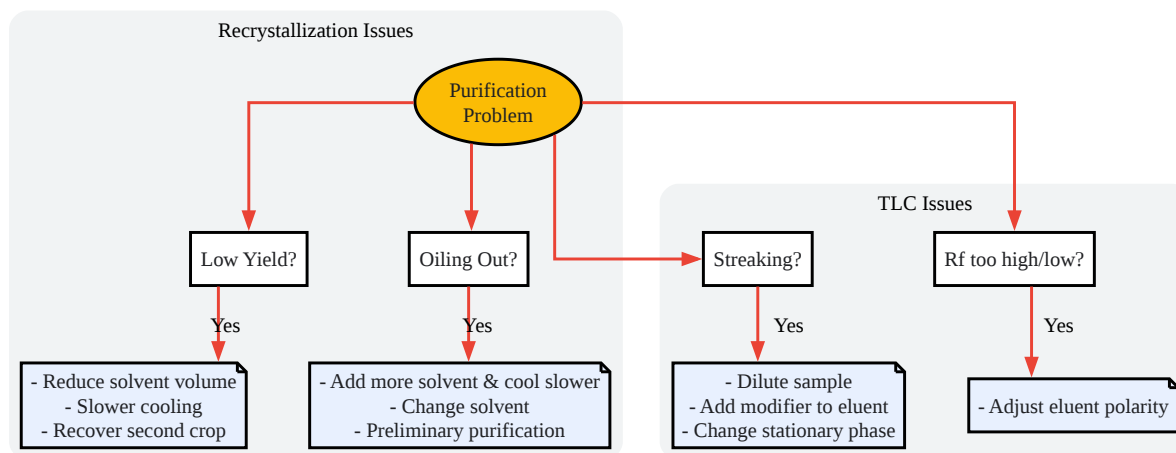 Recrystallization Issues
Purification
Problem
TLC Issues
Low Yield?
Oiling Out?
Streaking?
Rf too high/low?
Yes
Yes
Yes
Yes
- Reduce solvent volume
- Slower cooling
- Recover second crop
- Add more solvent & cool slower
- Change solvent
- Preliminary purification
- Dilute sample
- Add modifier to eluent
- Change stationary phase
- Adjust eluent polarity